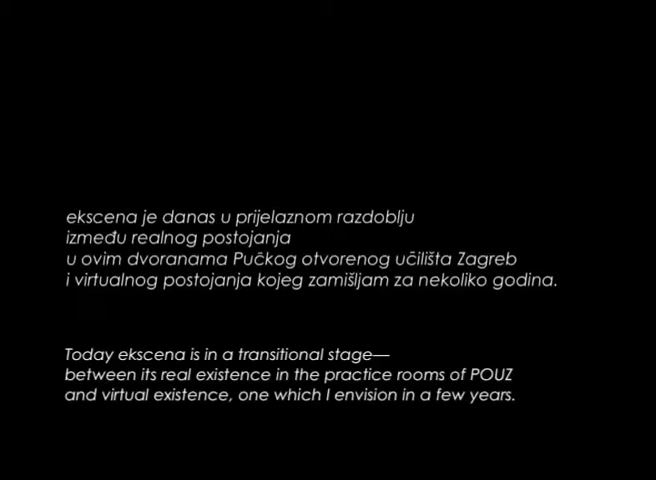 ekscena je danas u prijelaznom razdoblju
između realnog postojanja
u ovim dvoranama Pučkog otvorenog učilišta Zagreb
i virtualnog postojanja kojeg zamišljam za nekoliko godina.
Today ekscena is in a transitional stage—
between its real existence in the practice rooms of POUZ
and virtual existence, one which I envision in a few years.